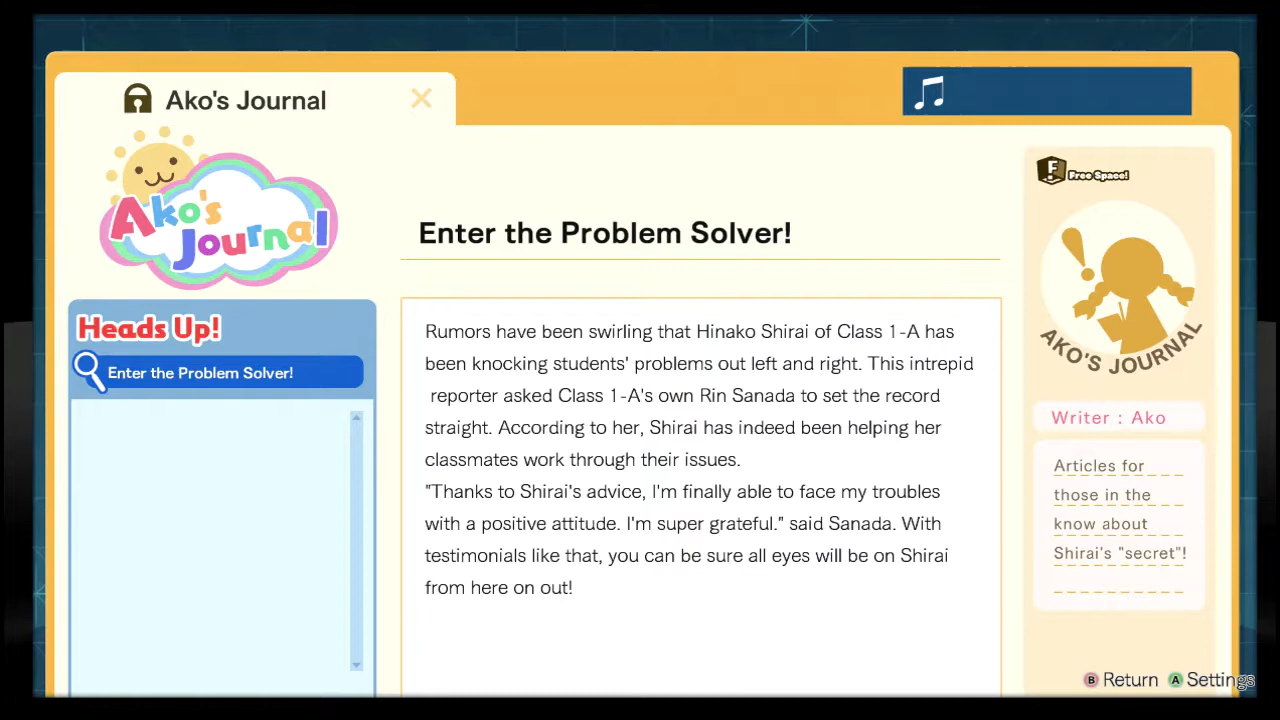 Ako's Journal
Ako's
Journal
Heads Up!
Enter the Problem Solver!
Enter the Problem Solver!
Rumors have been swirling that Hinako Shirai of Class 1-A has
been knocking students' problems out left and right. This intrepid
reporter asked Class 1-A's own Rin Sanada to set the record
straight. According to her, Shirai has indeed been helping her
classmates work through their issues.
"Thanks to Shirai's advice, I'm finally able to face my troubles
with a positive attitude. I'm super grateful." said Sanada. With
testimonials like that, you can be sure all eyes will be on Shirai
from here on out!
F
Free Space!
AKO'S JOURNAL
Writer : Ako
Articles for
those in the
know about
Shirai's "secret"!
B Return A Settings